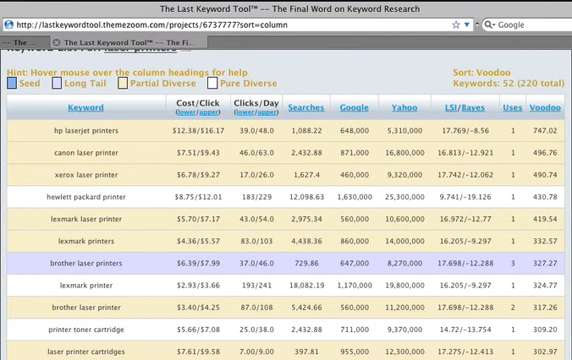 The Last Keyword Tool™ -- The Final Word on Keyword Research
http://lastkeywordtool.themezoom.com/projects/6737777?sort=column
Google
-- The ...
The Last Keyword Tool™ -- The Fi...
Keyword List For: laser printers
Hint: Hover mouse over the column headings for help
Sort: Voodoo
Seed Long Tail Partial Diverse Pure Diverse
Keywords: 52 (220 total)
Keyword Cost/Click (lower/upper) Clicks/Day (lower/upper) Searches Google Yahoo LSI/Bayes Uses Voodoo
hp laserjet printers $12.38/$16.17 39.0/48.0 1,088.22 648,000 5,310,000 17.769/-8.56 1 747.02
canon laser printer $7.51/$9.43 46.0/63.0 2,432.88 871,000 16,800,000 16.813/-12.921 1 496.76
xerox laser printer $6.78/$9.27 17.0/26.0 1,627.4 460,000 9,320,000 17.742/-12.062 1 490.74
hewlett packard printer $8.75/$12.01 183/229 12,098.63 1,630,000 25,300,000 9.741/-19.126 1 430.78
lexmark laser printer $5.70/$7.17 43.0/54.0 2,975.34 560,000 10,600,000 16.972/-12.77 1 419.54
lexmark printers $4.36/$5.57 83.0/103 4,438.36 860,000 14,000,000 16.205/-9.297 1 332.57
brother laser printers $6.39/$7.99 37.0/46.0 729.86 647,000 8,270,000 17.698/-12.288 3 327.27
lexmark printer $2.93/$3.66 193/241 18,082.19 1,170,000 19,800,000 16.205/-9.297 1 324.77
brother laser printer $3.40/$4.25 87.0/108 5,424.66 560,000 11,200,000 17.698/-12.288 2 317.26
printer toner cartridge $5.66/$7.08 25.0/38.0 2,432.88 711,000 9,370,000 14.72/-13.754 1 309.20
laser printer cartridges $7.61/$9.58 7.00/9.00 397.81 955,000 12,300,000 17.275/-12.413 1 302.97